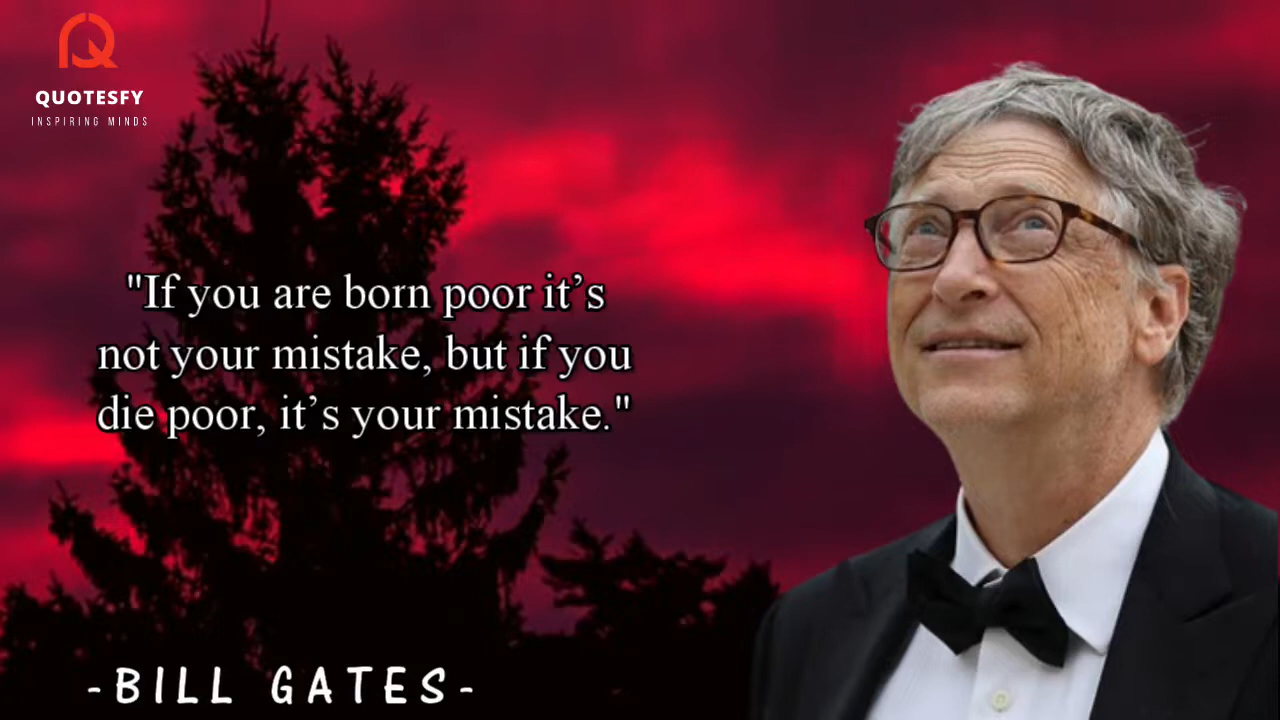 QUOTESFY
INSPIRING MINDS
"If you are born poor it’s
not your mistake, but if you
die poor, it’s your mistake."
-BILL GATES-